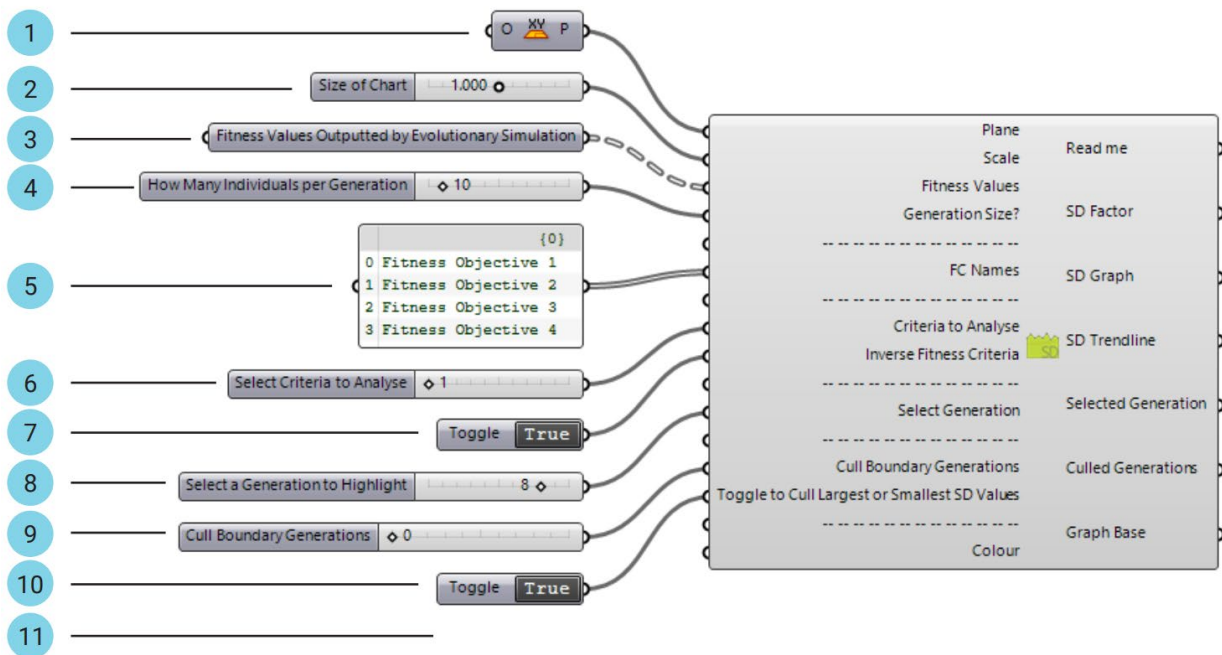 1
O XY P
2
Size of Chart 1.000
3
Fitness Values Outputted by Evolutionary Simulation
4
How Many Individuals per Generation 10
5
{0}
0 Fitness Objective 1
1 Fitness Objective 2
2 Fitness Objective 3
3 Fitness Objective 4
6
Select Criteria to Analyse 1
7
Toggle True
8
Select a Generation to Highlight 8
9
Cull Boundary Generations 0
10
Toggle True
11
Plane
Scale
Fitness Values
Generation Size?
-- -- -- -- -- -- -- -- -- -- -- -- --
FC Names
-- -- -- -- -- -- -- -- -- -- -- -- --
Criteria to Analyse
Inverse Fitness Criteria
-- -- -- -- -- -- -- -- -- -- -- -- --
Select Generation
-- -- -- -- -- -- -- -- -- -- -- -- --
Cull Boundary Generations
Toggle to Cull Largest or Smallest SD Values
-- -- -- -- -- -- -- -- -- -- -- -- --
Colour
SD
Read me
SD Factor
SD Graph
SD Trendline
Selected Generation
Culled Generations
Graph Base